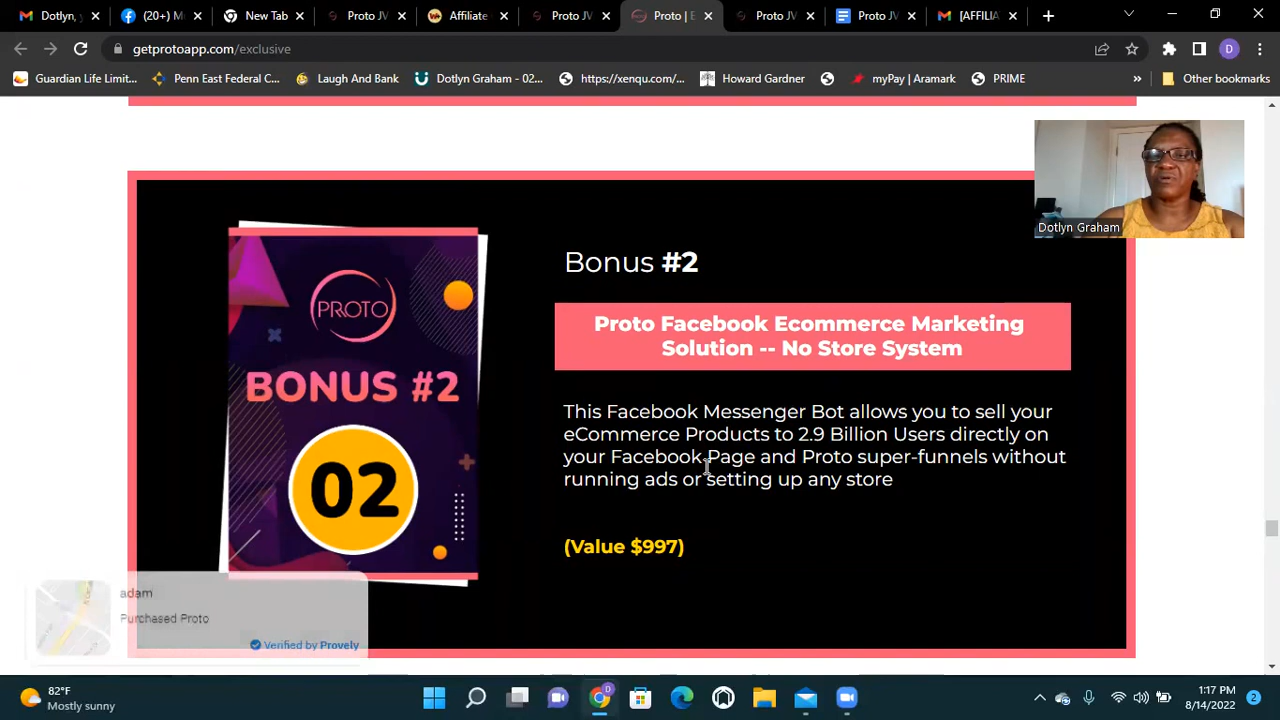 Dotlyn, y
(20+) M
New Tab
Proto JV
Affiliate
Proto JV
Proto | E
Proto JV
Proto JV
[AFFILIA
getprotoapp.com/exclusive
Guardian Life Limit...
Penn East Federal C...
Laugh And Bank
Dotlyn Graham - 02...
https://xenqu.com/...
Howard Gardner
myPay | Aramark
PRIME
»
Other bookmarks
Dotlyn Graham
PROTO
BONUS #2
02
Bonus #2
Proto Facebook Ecommerce Marketing
Solution -- No Store System
This Facebook Messenger Bot allows you to sell your
eCommerce Products to 2.9 Billion Users directly on
your Facebook Page and Proto super-funnels without
running ads or setting up any store
(Value $997)
adam
Purchased Proto
Verified by Provely
82°F
Mostly sunny
1:17 PM
8/14/2022
2